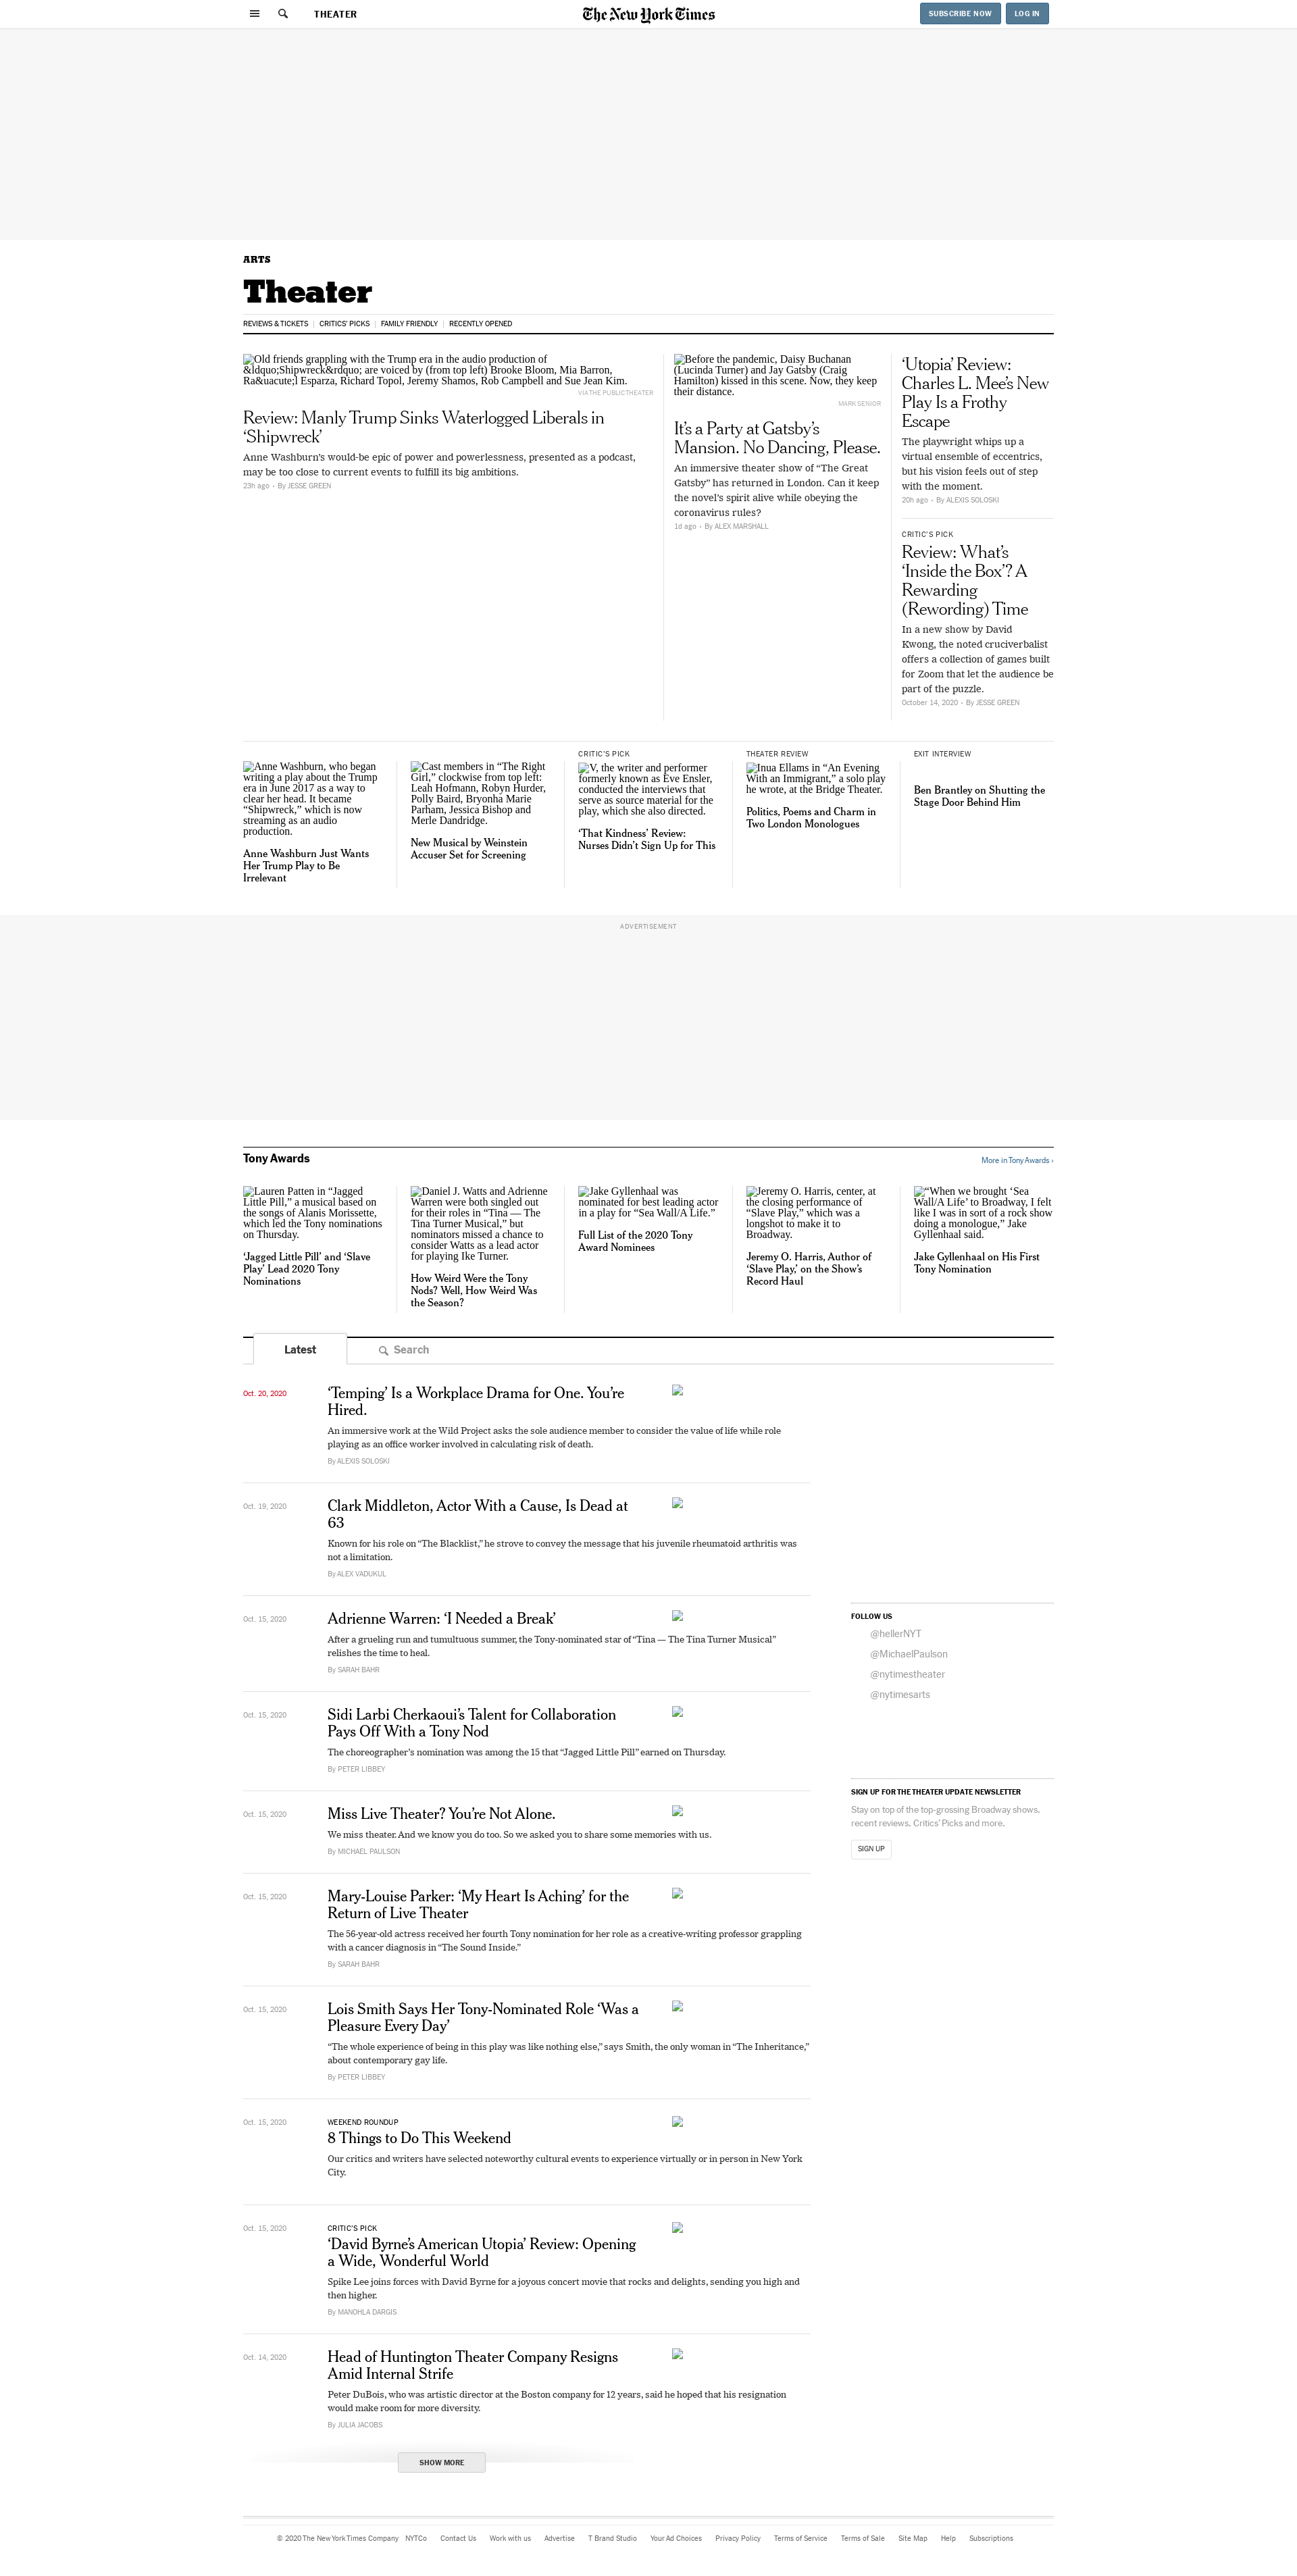 THEATER
The New York Times
SUBSCRIBE NOW
LOG IN
ARTS
Theater
REVIEWS & TICKETS
CRITICS' PICKS
FAMILY FRIENDLY
RECENTLY OPENED
Old friends grappling with the Trump era in the audio production of
&ldquo;Shipwreck&rdquo; are voiced by (from top left) Brooke Bloom, Mia Barron,
Ra&uacute;l Esparza, Richard Topol, Jeremy Shamos, Rob Campbell and Sue Jean Kim.
VIA THE PUBLIC THEATER
Review: Manly Trump Sinks Waterlogged Liberals in
‘Shipwreck’
Anne Washburn’s would-be epic of power and powerlessness, presented as a podcast,
may be too close to current events to fulfill its big ambitions.
23h ago • By JESSE GREEN
Before the pandemic, Daisy Buchanan
(Lucinda Turner) and Jay Gatsby (Craig
Hamilton) kissed in this scene. Now, they keep
their distance.
MARK SENIOR
It’s a Party at Gatsby’s
Mansion. No Dancing, Please.
An immersive theater show of “The Great
Gatsby” has returned in London. Can it keep
the novel’s spirit alive while obeying the
coronavirus rules?
1d ago • By ALEX MARSHALL
‘Utopia’ Review:
Charles L. Mee’s New
Play Is a Frothy
Escape
The playwright whips up a
virtual ensemble of eccentrics,
but his vision feels out of step
with the moment.
20h ago • By ALEXIS SOLOSKI
CRITIC’S PICK
Review: What’s
‘Inside the Box’? A
Rewarding
(Rewording) Time
In a new show by David
Kwong, the noted cruciverbalist
offers a collection of games built
for Zoom that let the audience be
part of the puzzle.
October 14, 2020 • By JESSE GREEN
Anne Washburn, who began
writing a play about the Trump
era in June 2017 as a way to
clear her head. It became
“Shipwreck,” which is now
streaming as an audio
production.
Anne Washburn Just Wants
Her Trump Play to Be
Irrelevant
Cast members in “The Right
Girl,” clockwise from top left:
Leah Hofmann, Robyn Hurder,
Polly Baird, Bryonha Marie
Parham, Jessica Bishop and
Merle Dandridge.
New Musical by Weinstein
Accuser Set for Screening
CRITIC’S PICK
V, the writer and performer
formerly known as Eve Ensler,
conducted the interviews that
serve as source material for the
play, which she also directed.
‘That Kindness’ Review:
Nurses Didn’t Sign Up for This
THEATER REVIEW
Inua Ellams in “An Evening
With an Immigrant,” a solo play
he wrote, at the Bridge Theater.
Politics, Poems and Charm in
Two London Monologues
EXIT INTERVIEW
Ben Brantley on Shutting the
Stage Door Behind Him
ADVERTISEMENT
Tony Awards
More in Tony Awards ›
Lauren Patten in “Jagged
Little Pill,” a musical based on
the songs of Alanis Morissette,
which led the Tony nominations
on Thursday.
‘Jagged Little Pill’ and ‘Slave
Play’ Lead 2020 Tony
Nominations
Daniel J. Watts and Adrienne
Warren were both singled out
for their roles in “Tina — The
Tina Turner Musical,” but
nominators missed a chance to
consider Watts as a lead actor
for playing Ike Turner.
How Weird Were the Tony
Nods? Well, How Weird Was
the Season?
Jake Gyllenhaal was
nominated for best leading actor
in a play for “Sea Wall/A Life.”
Full List of the 2020 Tony
Award Nominees
Jeremy O. Harris, center, at
the closing performance of
“Slave Play,” which was a
longshot to make it to
Broadway.
Jeremy O. Harris, Author of
‘Slave Play,’ on the Show’s
Record Haul
“When we brought ‘Sea
Wall/A Life’ to Broadway, I felt
like I was in sort of a rock show
doing a monologue,” Jake
Gyllenhaal said.
Jake Gyllenhaal on His First
Tony Nomination
Latest
Search
Oct. 20, 2020
‘Temping’ Is a Workplace Drama for One. You’re
Hired.
An immersive work at the Wild Project asks the sole audience member to consider the value of life while role
playing as an office worker involved in calculating risk of death.
By ALEXIS SOLOSKI
Oct. 19, 2020
Clark Middleton, Actor With a Cause, Is Dead at
63
Known for his role on “The Blacklist,” he strove to convey the message that his juvenile rheumatoid arthritis was
not a limitation.
By ALEX VADUKUL
Oct. 15, 2020
Adrienne Warren: ‘I Needed a Break’
After a grueling run and tumultuous summer, the Tony-nominated star of “Tina — The Tina Turner Musical”
relishes the time to heal.
By SARAH BAHR
Oct. 15, 2020
Sidi Larbi Cherkaoui’s Talent for Collaboration
Pays Off With a Tony Nod
The choreographer’s nomination was among the 15 that “Jagged Little Pill” earned on Thursday.
By PETER LIBBEY
Oct. 15, 2020
Miss Live Theater? You’re Not Alone.
We miss theater. And we know you do too. So we asked you to share some memories with us.
By MICHAEL PAULSON
Oct. 15, 2020
Mary-Louise Parker: ‘My Heart Is Aching’ for the
Return of Live Theater
The 56-year-old actress received her fourth Tony nomination for her role as a creative-writing professor grappling
with a cancer diagnosis in “The Sound Inside.”
By SARAH BAHR
Oct. 15, 2020
Lois Smith Says Her Tony-Nominated Role ‘Was a
Pleasure Every Day’
“The whole experience of being in this play was like nothing else,” says Smith, the only woman in “The Inheritance,”
about contemporary gay life.
By PETER LIBBEY
Oct. 15, 2020
WEEKEND ROUNDUP
8 Things to Do This Weekend
Our critics and writers have selected noteworthy cultural events to experience virtually or in person in New York
City.
Oct. 15, 2020
CRITIC’S PICK
‘David Byrne’s American Utopia’ Review: Opening
a Wide, Wonderful World
Spike Lee joins forces with David Byrne for a joyous concert movie that rocks and delights, sending you high and
then higher.
By MANOHLA DARGIS
Oct. 14, 2020
Head of Huntington Theater Company Resigns
Amid Internal Strife
Peter DuBois, who was artistic director at the Boston company for 12 years, said he hoped that his resignation
would make room for more diversity.
By JULIA JACOBS
SHOW MORE
FOLLOW US
@hellerNYT
@MichaelPaulson
@nytimestheater
@nytimesarts
SIGN UP FOR THE THEATER UPDATE NEWSLETTER
Stay on top of the top-grossing Broadway shows,
recent reviews, Critics’ Picks and more.
SIGN UP
© 2020 The New York Times Company
NYTCo
Contact Us
Work with us
Advertise
T Brand Studio
Your Ad Choices
Privacy Policy
Terms of Service
Terms of Sale
Site Map
Help
Subscriptions